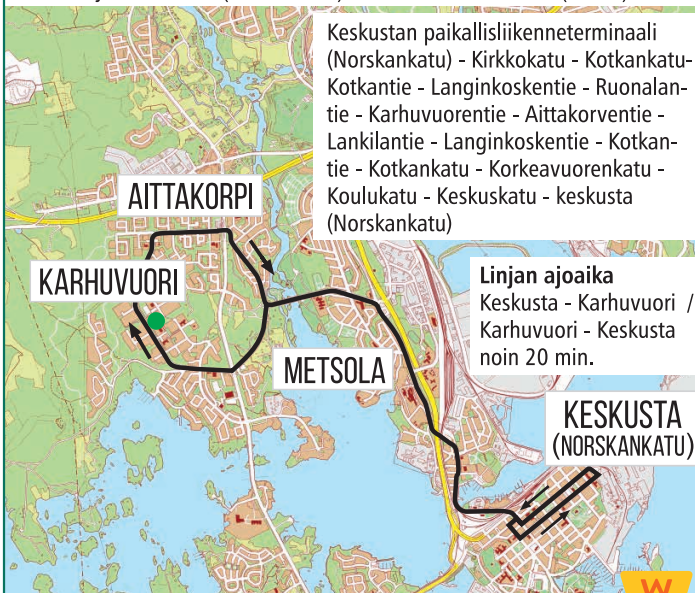 Keskustan paikallisliikenneterminaali
(Norskankatu) - Kirkkokatu - Kotkankatu-
Kotkantie - Langinkoskentie - Ruonalan-
tie - Karhuvuorentie - Aittakorventie -
Lankilantie - Langinkoskentie - Kotkan-
tie - Kotkankatu - Korkeavuorenkatu -
Koulukatu - Keskuskatu - keskusta
(Norskankatu)
AITTAKORPI
KARHUVUORI
Linjan ajoaika
Keskusta - Karhuvuori /
Karhuvuori - Keskusta
noin 20 min.
METSOLA
KESKUSTA
(NORSKANKATU)
W